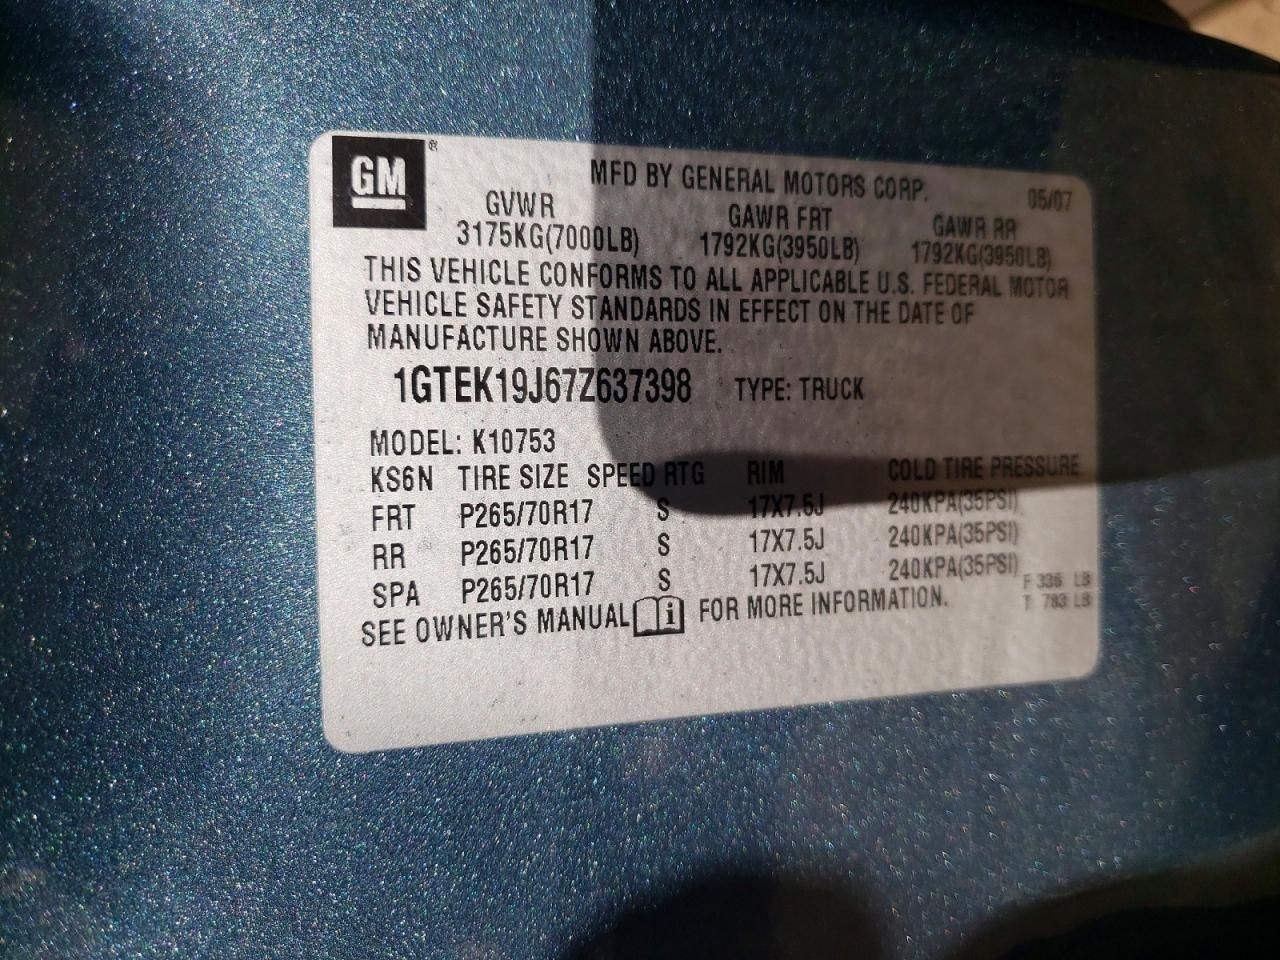 GM®
MFD BY GENERAL MOTORS CORP. 05/07
GVWR GAWR FRT GAWR RR
3175KG(7000LB) 1792KG(3950LB) 1792KG(3950LB)
THIS VEHICLE CONFORMS TO ALL APPLICABLE U.S. FEDERAL MOTOR
VEHICLE SAFETY STANDARDS IN EFFECT ON THE DATE OF
MANUFACTURE SHOWN ABOVE.
1GTEK19J67Z637398 TYPE: TRUCK
MODEL: K10753
KS6N TIRE SIZE SPEED RTG RIM COLD TIRE PRESSURE
FRT P265/70R17 S 17X7.5J 240KPA(35PSI)
RR P265/70R17 S 17X7.5J 240KPA(35PSI)
SPA P265/70R17 S 17X7.5J 240KPA(35PSI)
F 336 LB
T 783 LB
SEE OWNER'S MANUAL i FOR MORE INFORMATION.